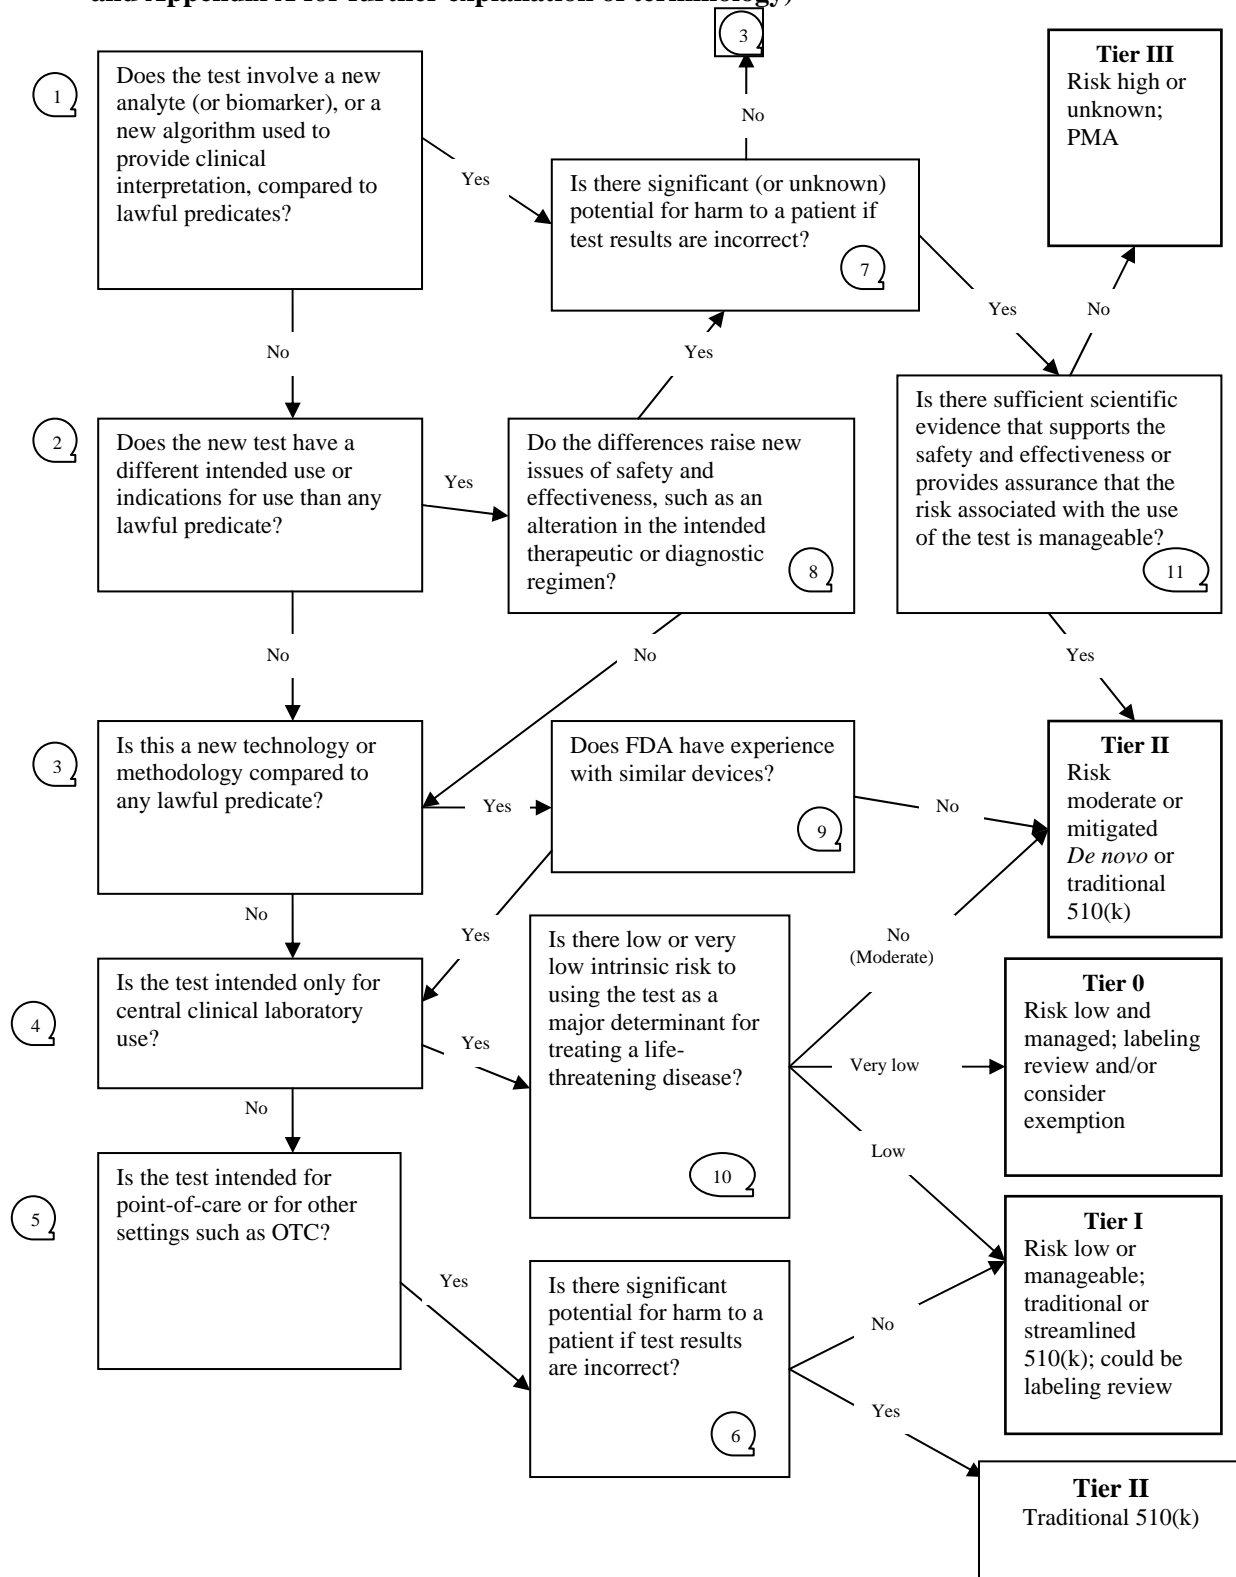 and Appendix A for further explanation of terminology)
3
No
1
Does the test involve a new
analyte (or biomarker), or a
new algorithm used to
provide clinical
interpretation, compared to
lawful predicates?
Yes
Is there significant (or unknown)
potential for harm to a patient if
test results are incorrect?
7
Tier III
Risk high or
unknown;
PMA
No
Yes
Yes
No
2
Does the new test have a
different intended use or
indications for use than any
lawful predicate?
Yes
Do the differences raise new
issues of safety and
effectiveness, such as an
alteration in the intended
therapeutic or diagnostic
regimen?
8
Is there sufficient scientific
evidence that supports the
safety and effectiveness or
provides assurance that the
risk associated with the use
of the test is manageable?
11
No
No
Yes
3
Is this a new technology or
methodology compared to
any lawful predicate?
Yes
Does FDA have experience
with similar devices?
9
No
Tier II
Risk
moderate or
mitigated
De novo or
traditional
510(k)
No
Yes
4
Is the test intended only for
central clinical laboratory
use?
Yes
Is there low or very
low intrinsic risk to
using the test as a
major determinant for
treating a life-
threatening disease?
10
No
(Moderate)
Very low
Low
Tier 0
Risk low and
managed; labeling
review and/or
consider
exemption
No
5
Is the test intended for
point-of-care or for other
settings such as OTC?
Yes
Is there significant
potential for harm to a
patient if test results
are incorrect?
6
No
Yes
Tier I
Risk low or
manageable;
traditional or
streamlined
510(k); could be
labeling review
Tier II
Traditional 510(k)